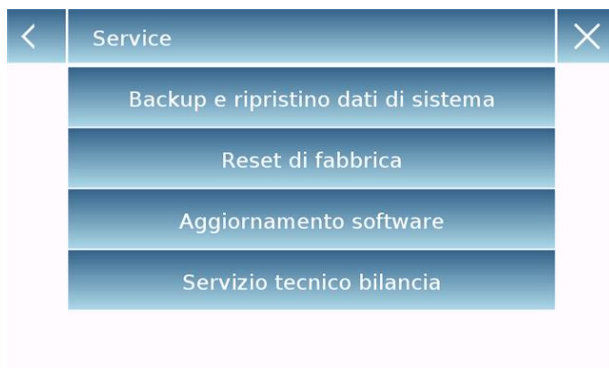 Service
Backup e ripristino dati di sistema
Reset di fabbrica
Aggiornamento software
Servizio tecnico bilancia